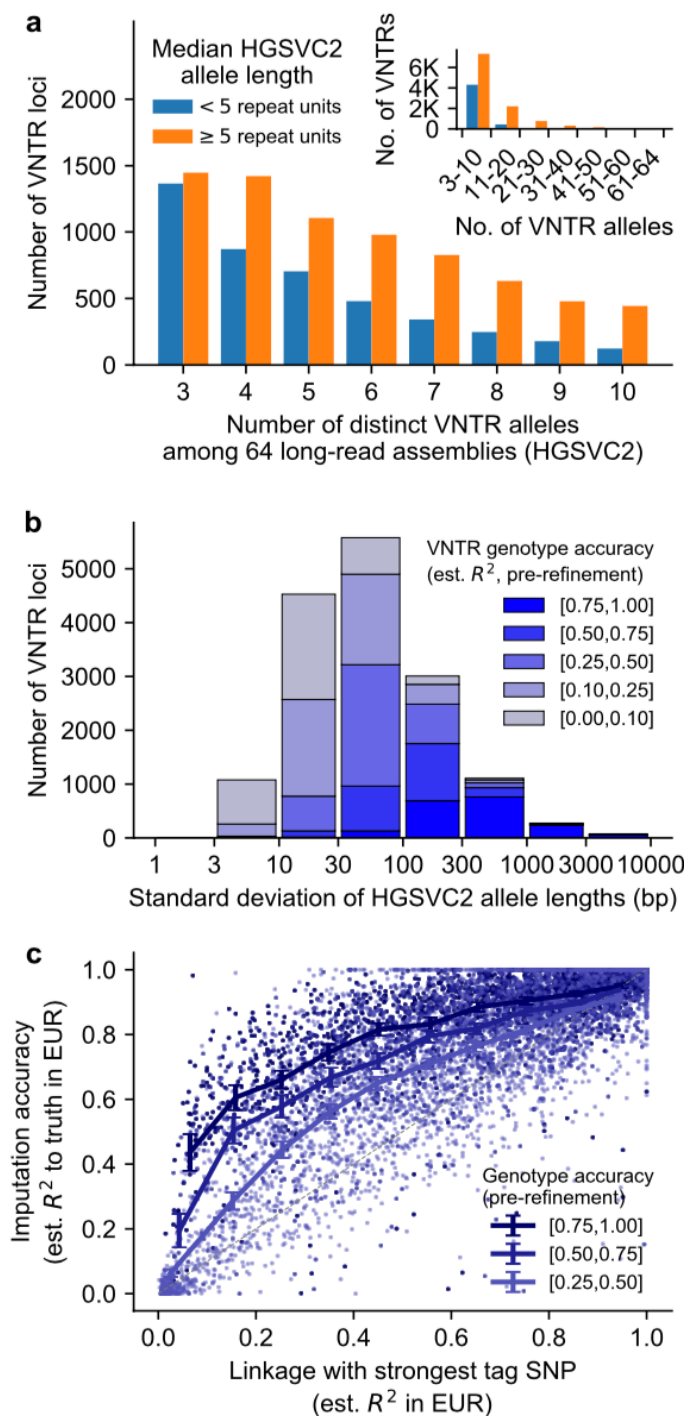 a
Median HGSVC2
allele length
< 5 repeat units
≥ 5 repeat units
Number of VNTR loci
2000
1500
1000
500
0
3 4 5 6 7 8 9 10
Number of distinct VNTR alleles
among 64 long-read assemblies (HGSVC2)
No. of VNTRs
6K
4K
2K
0
3-10
11-20
21-30
31-40
41-50
51-60
61-64
No. of VNTR alleles
b
VNTR genotype accuracy
(est. R², pre-refinement)
[0.75,1.00]
[0.50,0.75]
[0.25,0.50]
[0.10,0.25]
[0.00,0.10]
Number of VNTR loci
5000
4000
3000
2000
1000
0
1 3 10 30 100 300 1000 3000 10000
Standard deviation of HGSVC2 allele lengths (bp)
c
Imputation accuracy
(est. R² to truth in EUR)
1.0
0.8
0.6
0.4
0.2
0.0
Genotype accuracy
(pre-refinement)
[0.75,1.00]
[0.50,0.75]
[0.25,0.50]
0.0 0.2 0.4 0.6 0.8 1.0
Linkage with strongest tag SNP
(est. R² in EUR)